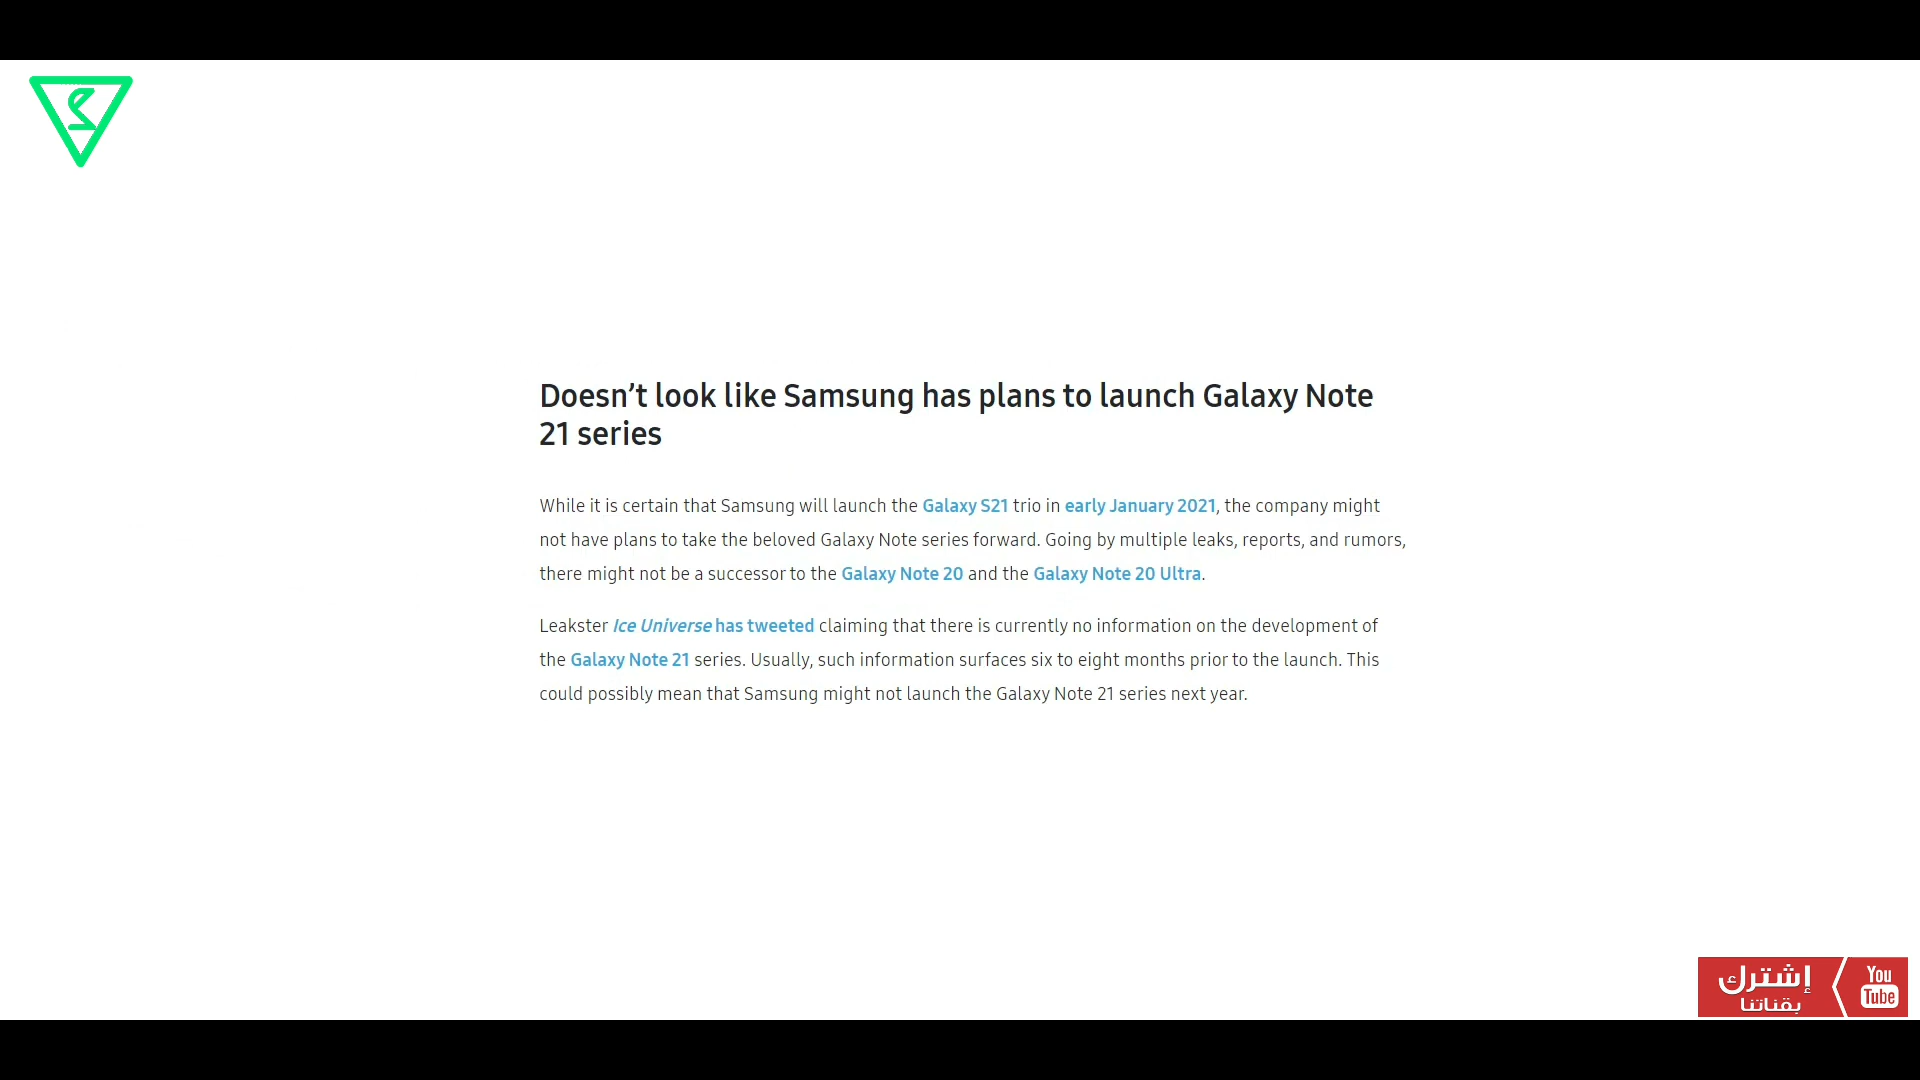 Doesn’t look like Samsung has plans to launch Galaxy Note
21 series
While it is certain that Samsung will launch the Galaxy S21 trio in early January 2021, the company might
not have plans to take the beloved Galaxy Note series forward. Going by multiple leaks, reports, and rumors,
there might not be a successor to the Galaxy Note 20 and the Galaxy Note 20 Ultra.
Leakster Ice Universe has tweeted claiming that there is currently no information on the development of
the Galaxy Note 21 series. Usually, such information surfaces six to eight months prior to the launch. This
could possibly mean that Samsung might not launch the Galaxy Note 21 series next year.
إشترك
بقناتنا
You
Tube